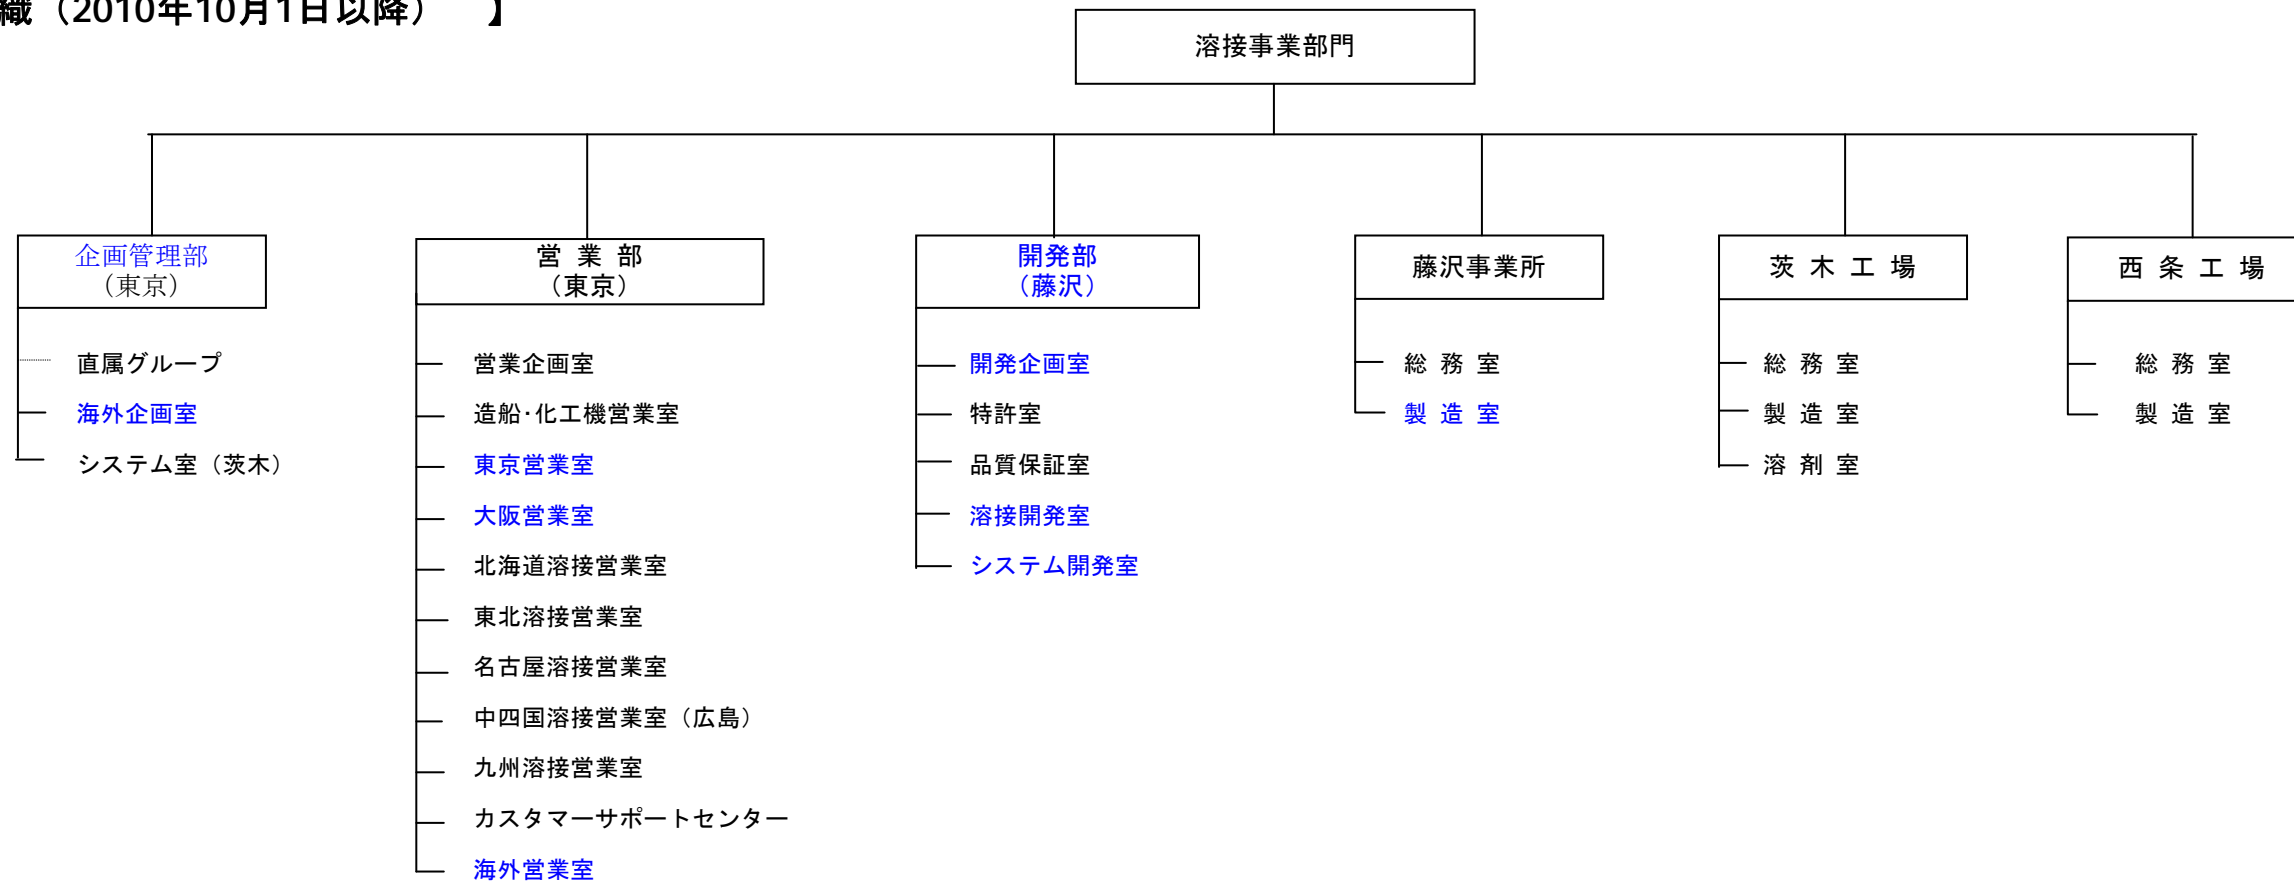 織（2010年10月1日以降）　】
溶接事業部門
企画管理部
（東京）
直属グループ
海外企画室
システム室（茨木）
営 業 部
（東京）
営業企画室
造船･化工機営業室
東京営業室
大阪営業室
北海道溶接営業室
東北溶接営業室
名古屋溶接営業室
中四国溶接営業室（広島）
九州溶接営業室
カスタマーサポートセンター
海外営業室
開発部
（藤沢）
開発企画室
特許室
品質保証室
溶接開発室
システム開発室
藤沢事業所
総 務 室
製 造 室
茨 木 工 場
総 務 室
製 造 室
溶 剤 室
西 条 工 場
総 務 室
製 造 室